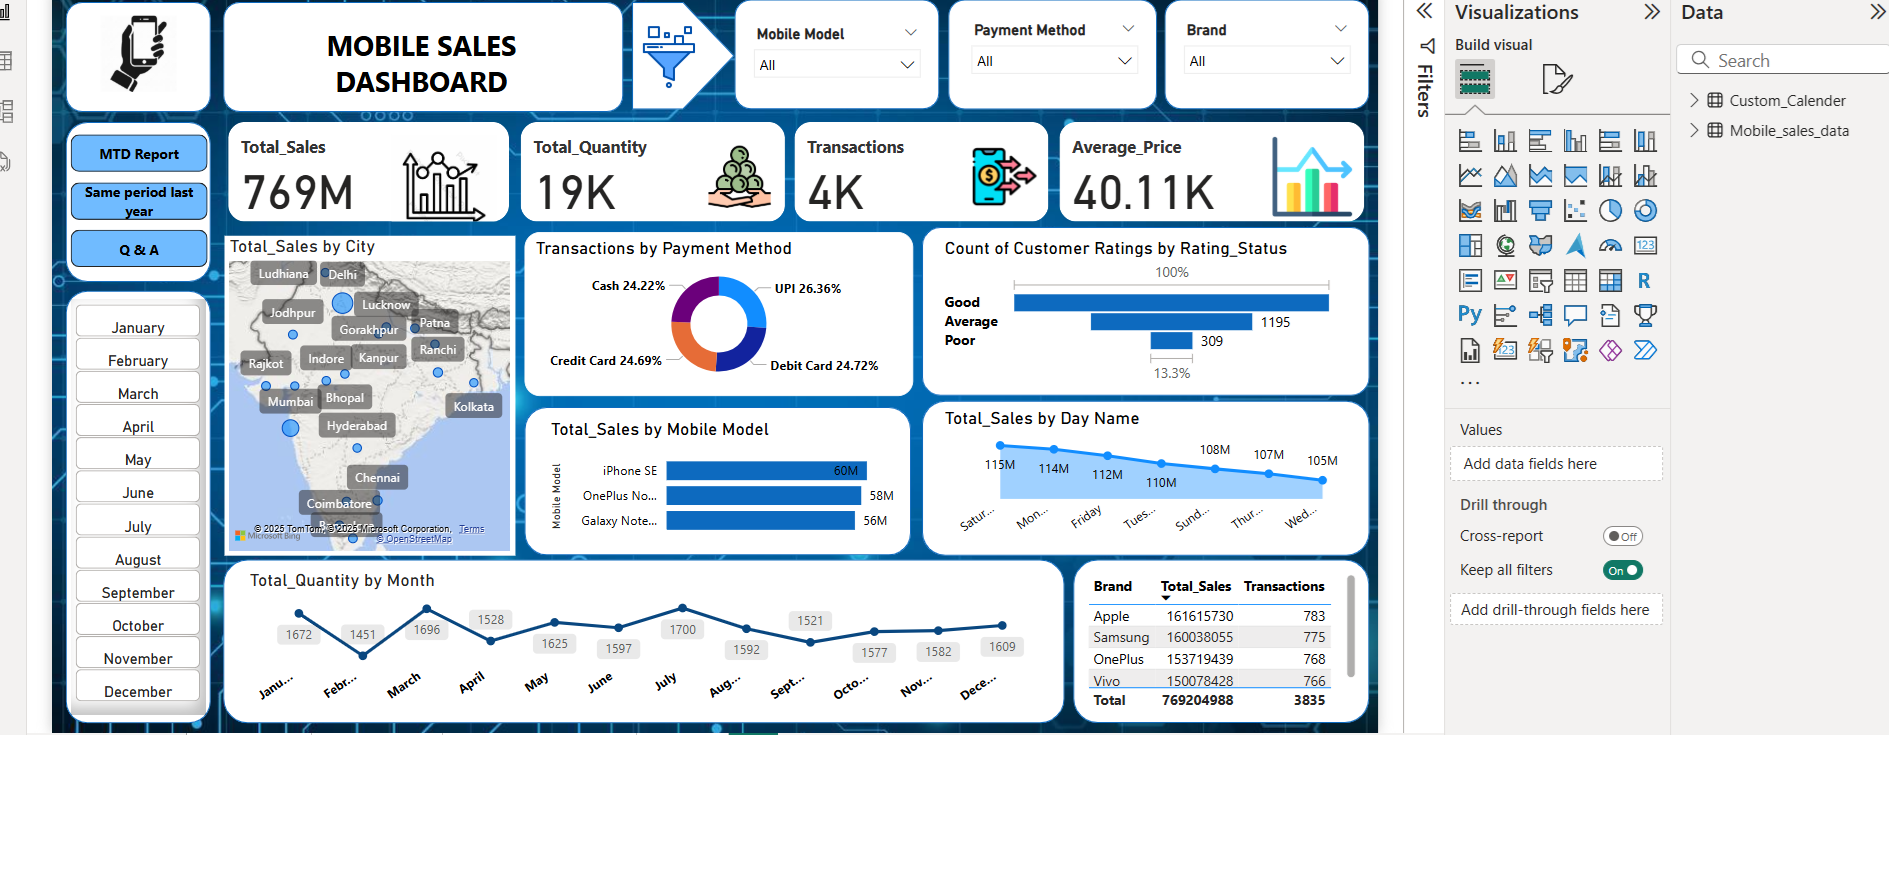 MOBILE SALES
DASHBOARD
Mobile Model
All
Payment Method
All
Brand
All
MTD Report
Same period last
year
Q & A
Total_Sales
769M
Total_Quantity
19K
Transactions
4K
Average_Price
40.11K
January
February
March
April
May
June
July
August
September
October
November
December
Total_Sales by City
Ludhiana
Delhi
Jodhpur
Lucknow
Gorakhpur
Patna
Rajkot
Indore
Kanpur
Ranchi
Mumbai
Bhopal
Kolkata
Hyderabad
Chennai
Coimbatore
© 2025 TomTom, © 2025 Microsoft Corporation, Terms
Microsoft Bing
© OpenStreetMap
Transactions by Payment Method
Cash 24.22%
UPI 26.36%
Credit Card 24.69%
Debit Card 24.72%
Count of Customer Ratings by Rating_Status
100%
Good
Average 1195
Poor 309
13.3%
Total_Sales by Mobile Model
Mobile Model
iPhone SE 60M
OnePlus No... 58M
Galaxy Note... 56M
Total_Sales by Day Name
115M 114M 112M 110M 108M 107M 105M
Satur... Mon... Friday Tues... Sund... Thur... Wed...
Total_Quantity by Month
1672 1451 1696 1528 1625 1597 1700 1592 1521 1577 1582 1609
Janu... Febr... March April May June July Aug... Sept... Octo... Nov... Dece...
Brand Total_Sales Transactions
Apple 161615730 783
Samsung 160038055 775
OnePlus 153719439 768
Vivo 150078428 766
Total 769204988 3835
Filters
Visualizations
Build visual
123
R
Py
123
...
Values
Add data fields here
Drill through
Cross-report Off
Keep all filters On
Add drill-through fields here
Data
Search
Custom_Calender
Mobile_sales_data